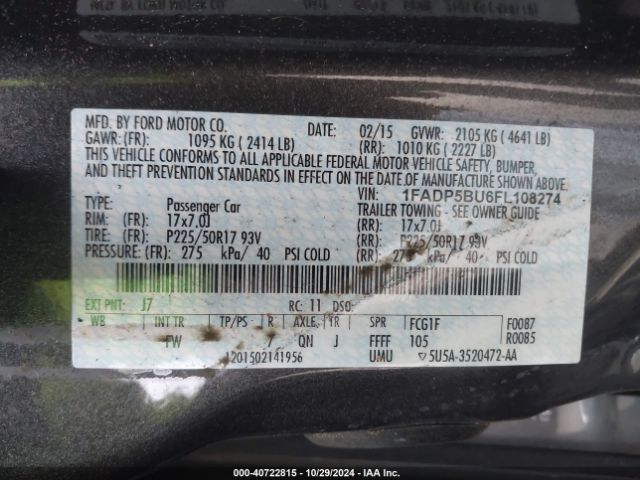 MFD. BY FORD MOTOR CO. DATE: 02/15 GVWR: 2105 KG ( 4641 LB)
GAWR: (FR): 1095 KG ( 2414 LB) (RR): 1010 KG ( 2227 LB)
THIS VEHICLE CONFORMS TO ALL APPLICABLE FEDERAL MOTOR VEHICLE SAFETY, BUMPER,
AND THEFT PREVENTION STANDARDS IN EFFECT ON THE DATE OF MANUFACTURE SHOWN ABOVE.
VIN: 1FADP5BU6FL108274
TYPE: Passenger Car TRAILER TOWING - SEE OWNER GUIDE
RIM: (FR): 17x7.0J (RR): 17x7.0J
TIRE: (FR): P225/50R17 93V (RR): P225/50R17 93V
PRESSURE: (FR): 275 kPa/ 40 PSI COLD (RR): kPa/ 40 PSI COLD
EXT PNT: J7 RC: 11 DSO:
WB INT TR TP/PS R AXLE TR SPR FCG1F F0087
FW 7 QN J FFFF 105 R0085
1201502141956 UMU 5U5A-3520472-AA
(40722815 - 10/29/2024 - IAA Inc.)